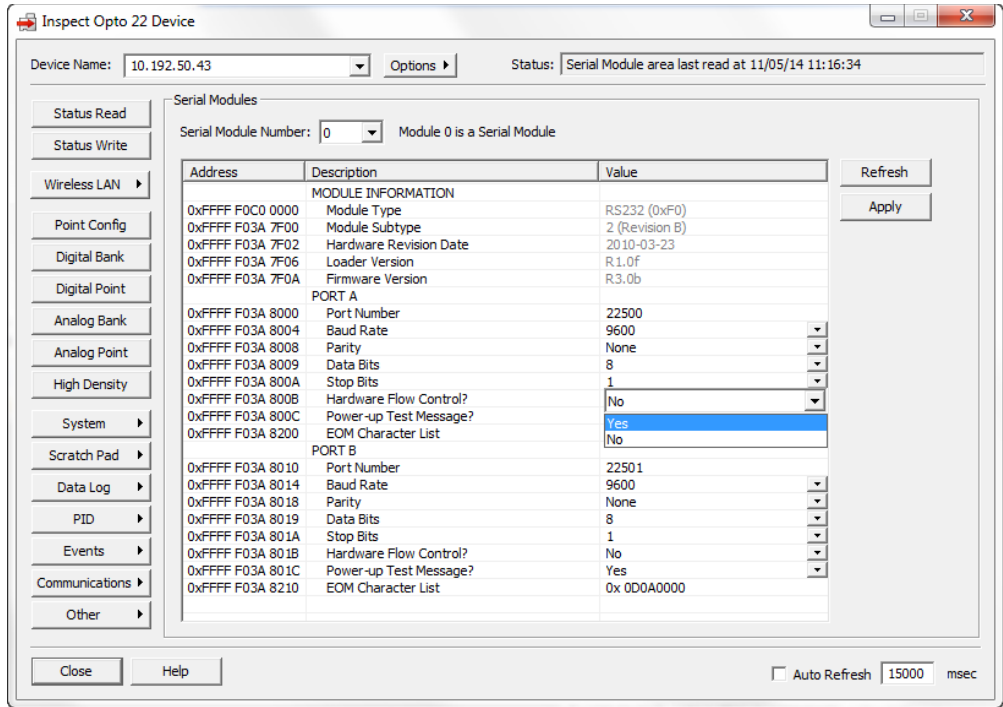 Inspect Opto 22 Device
Device Name: 10.192.50.43 Options Status: Serial Module area last read at 11/05/14 11:16:34
Status Read
Status Write
Wireless LAN
Point Config
Digital Bank
Digital Point
Analog Bank
Analog Point
High Density
System
Scratch Pad
Data Log
PID
Events
Communications
Other
Serial Modules
Serial Module Number: 0 Module 0 is a Serial Module
Address Description Value
MODULE INFORMATION
0xFFFF F0C0 0000 Module Type RS232 (0xF0)
0xFFFF F03A 7F00 Module Subtype 2 (Revision B)
0xFFFF F03A 7F02 Hardware Revision Date 2010-03-23
0xFFFF F03A 7F06 Loader Version R1.0f
0xFFFF F03A 7F0A Firmware Version R3.0b
PORT A
0xFFFF F03A 8000 Port Number 22500
0xFFFF F03A 8004 Baud Rate 9600
0xFFFF F03A 8008 Parity None
0xFFFF F03A 8009 Data Bits 8
0xFFFF F03A 800A Stop Bits 1
0xFFFF F03A 800B Hardware Flow Control? No
0xFFFF F03A 800C Power-up Test Message? Yes
0xFFFF F03A 8200 EOM Character List No
PORT B
0xFFFF F03A 8010 Port Number 22501
0xFFFF F03A 8014 Baud Rate 9600
0xFFFF F03A 8018 Parity None
0xFFFF F03A 8019 Data Bits 8
0xFFFF F03A 801A Stop Bits 1
0xFFFF F03A 801B Hardware Flow Control? No
0xFFFF F03A 801C Power-up Test Message? Yes
0xFFFF F03A 8210 EOM Character List 0x 0D0A0000
Refresh
Apply
Close Help Auto Refresh 15000 msec